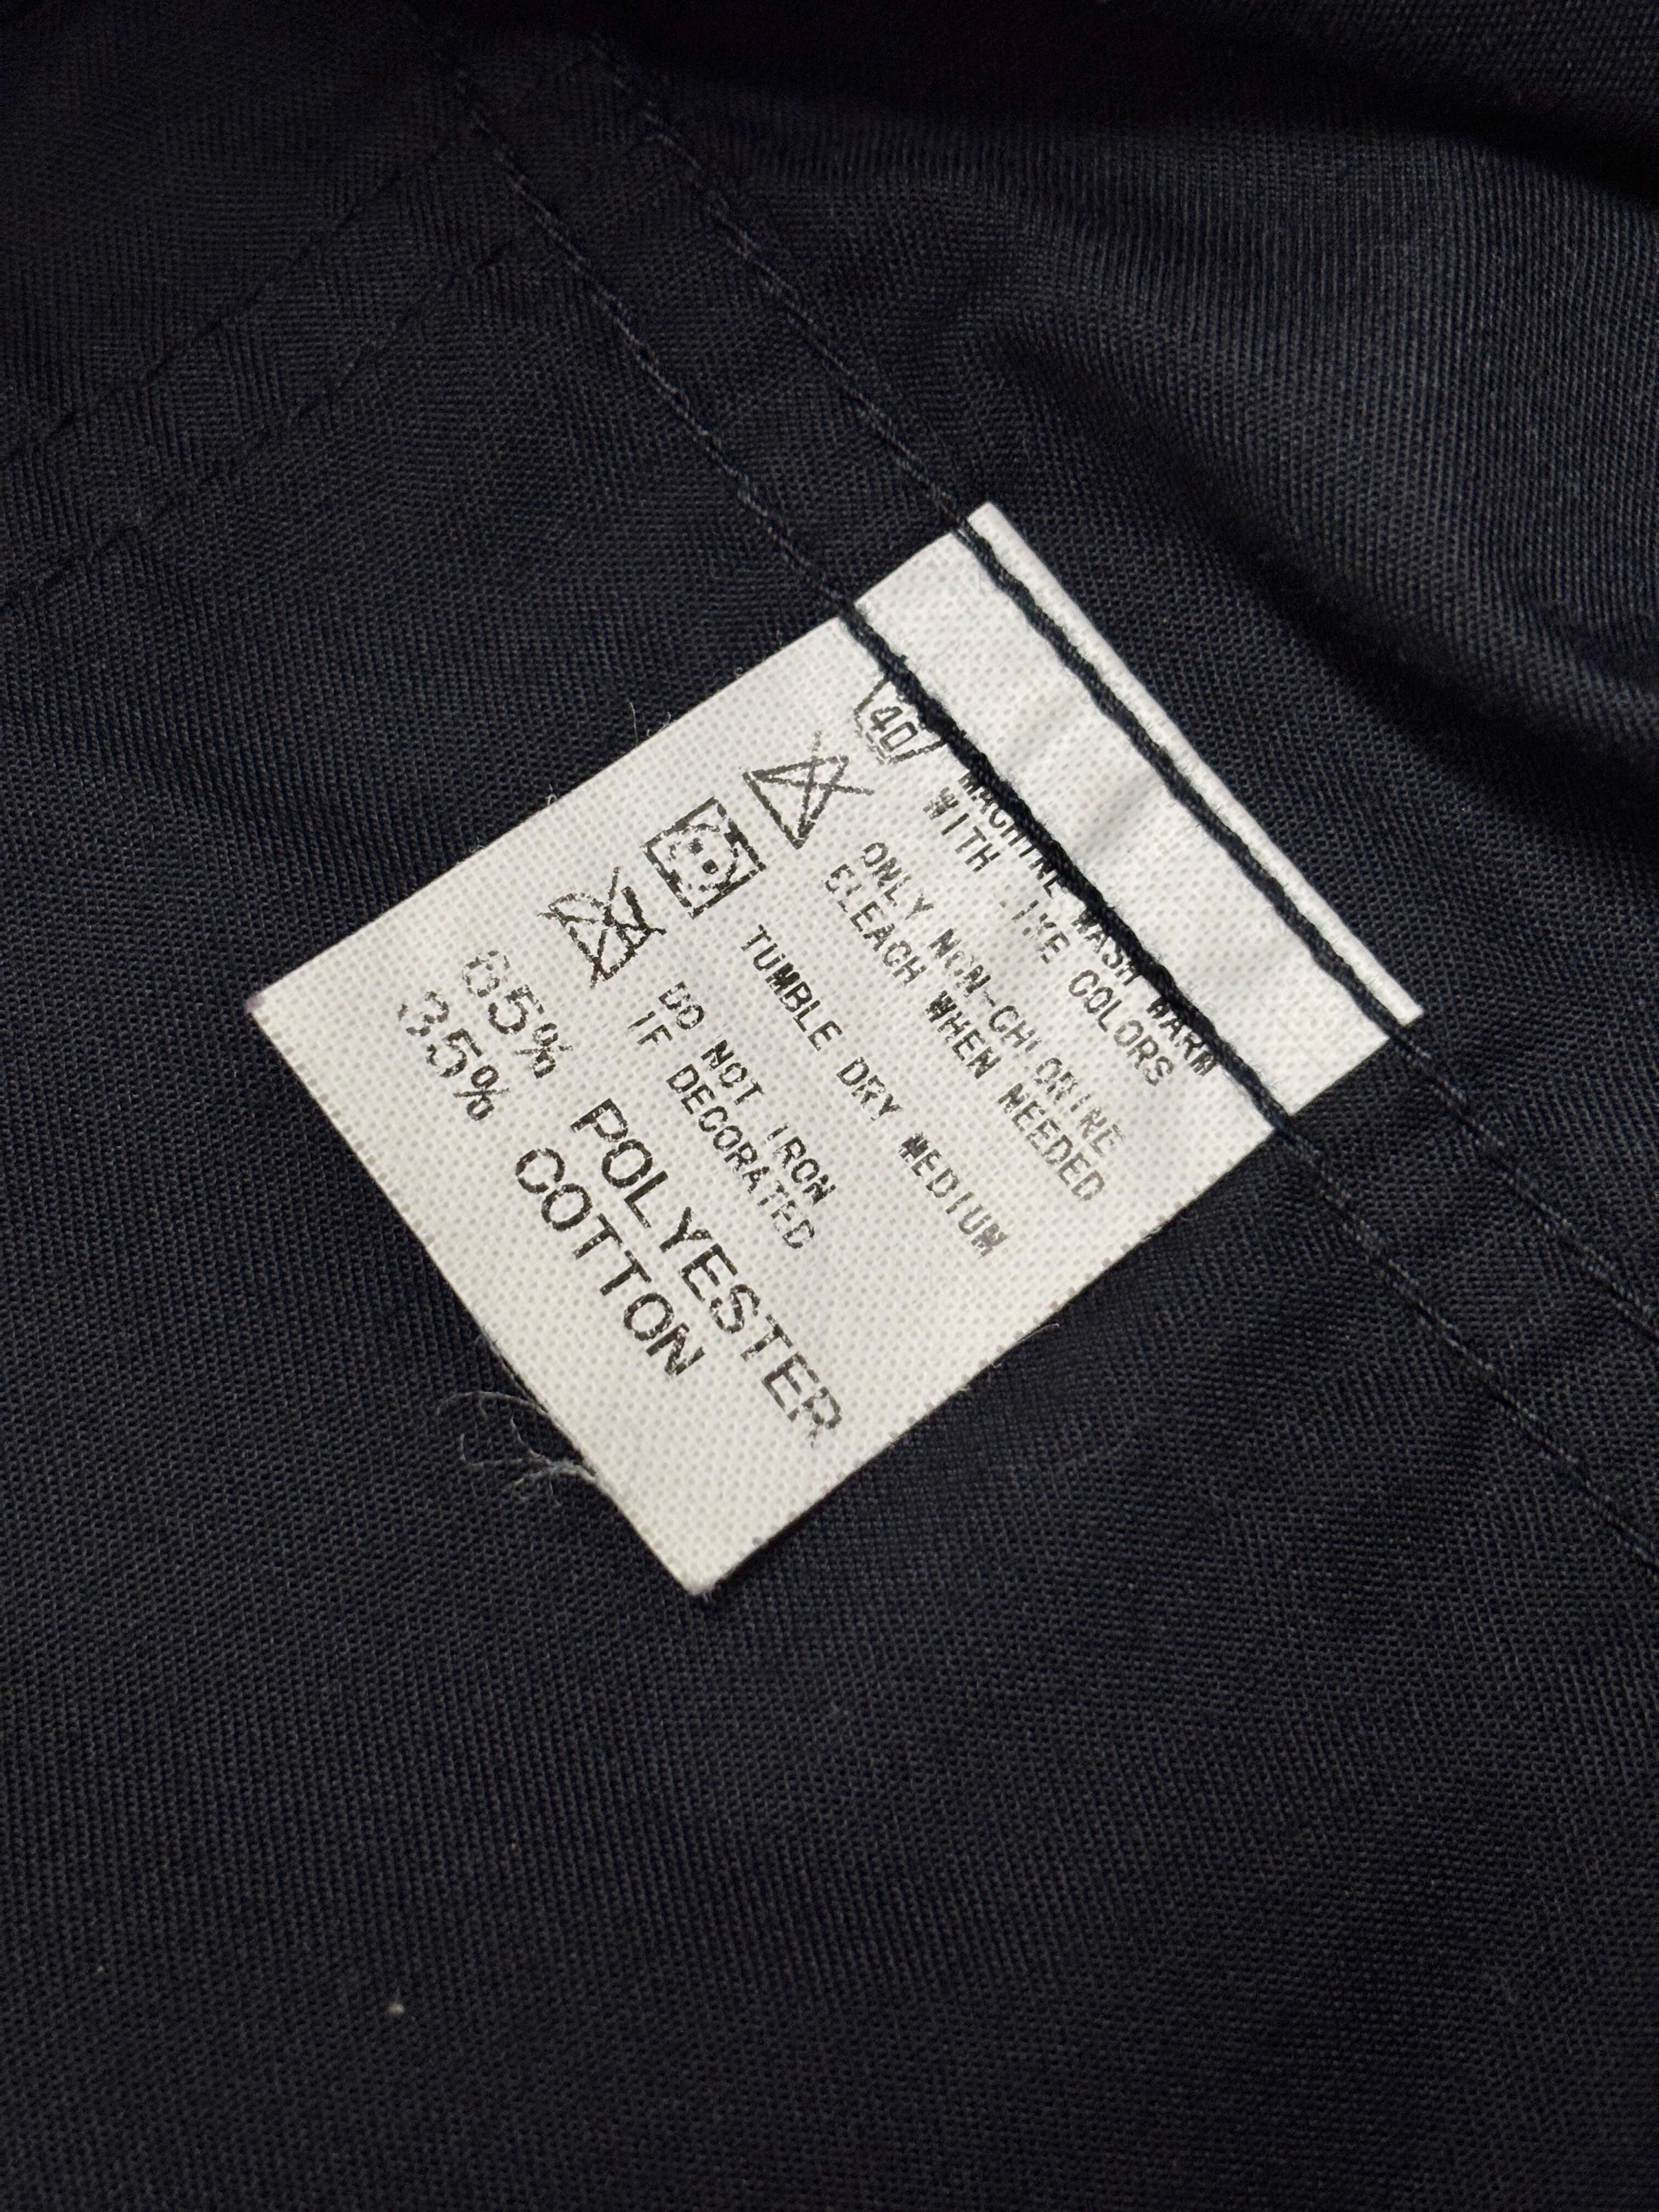 40 MACHINE WASH WARM
WITH LIKE COLORS
ONLY NON-CHLORINE
BLEACH WHEN NEEDED
TUMBLE DRY MEDIUM
DO NOT IRON
IF DECORATED
65% POLYESTER
35% COTTON